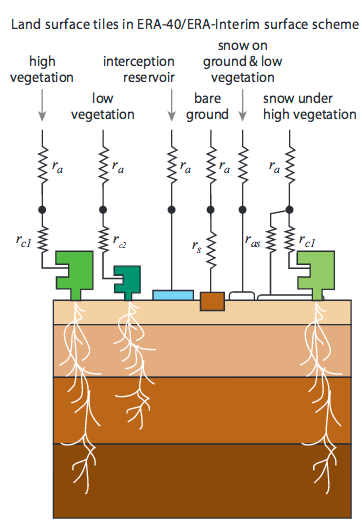 Land surface tiles in ERA-40/ERA-Interim surface scheme
high
vegetation
interception
reservoir
snow on
ground & low
vegetation
low
vegetation
bare
ground
snow under
high vegetation
ra
ra
ra
ra
ra
rc1
rc2
rs
ras
rc1